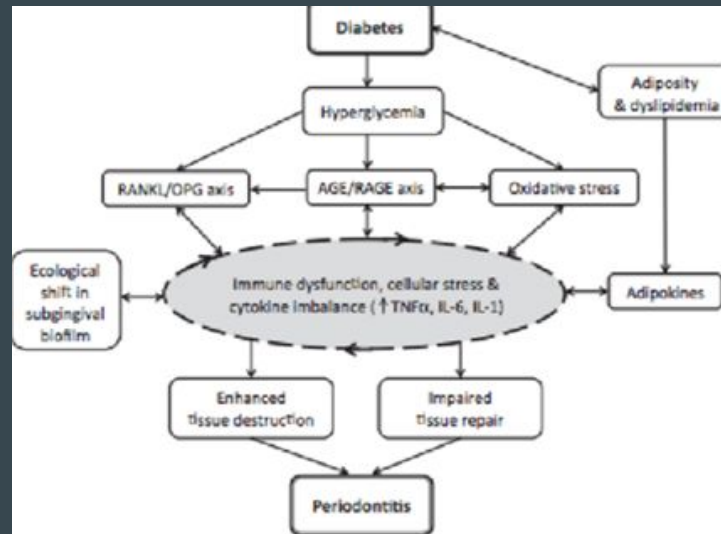 Diabetes
Adiposity
& dyslipidemia
Hyperglycemia
RANKL/OPG axis
AGE/RAGE axis
Oxidative stress
Ecological
shift in
subgingival
biofilm
Immune dysfunction, cellular stress &
cytokine imbalance (↑TNFα, IL-6, IL-1)
Adipokines
Enhanced
tissue destruction
Impaired
tissue repair
Periodontitis